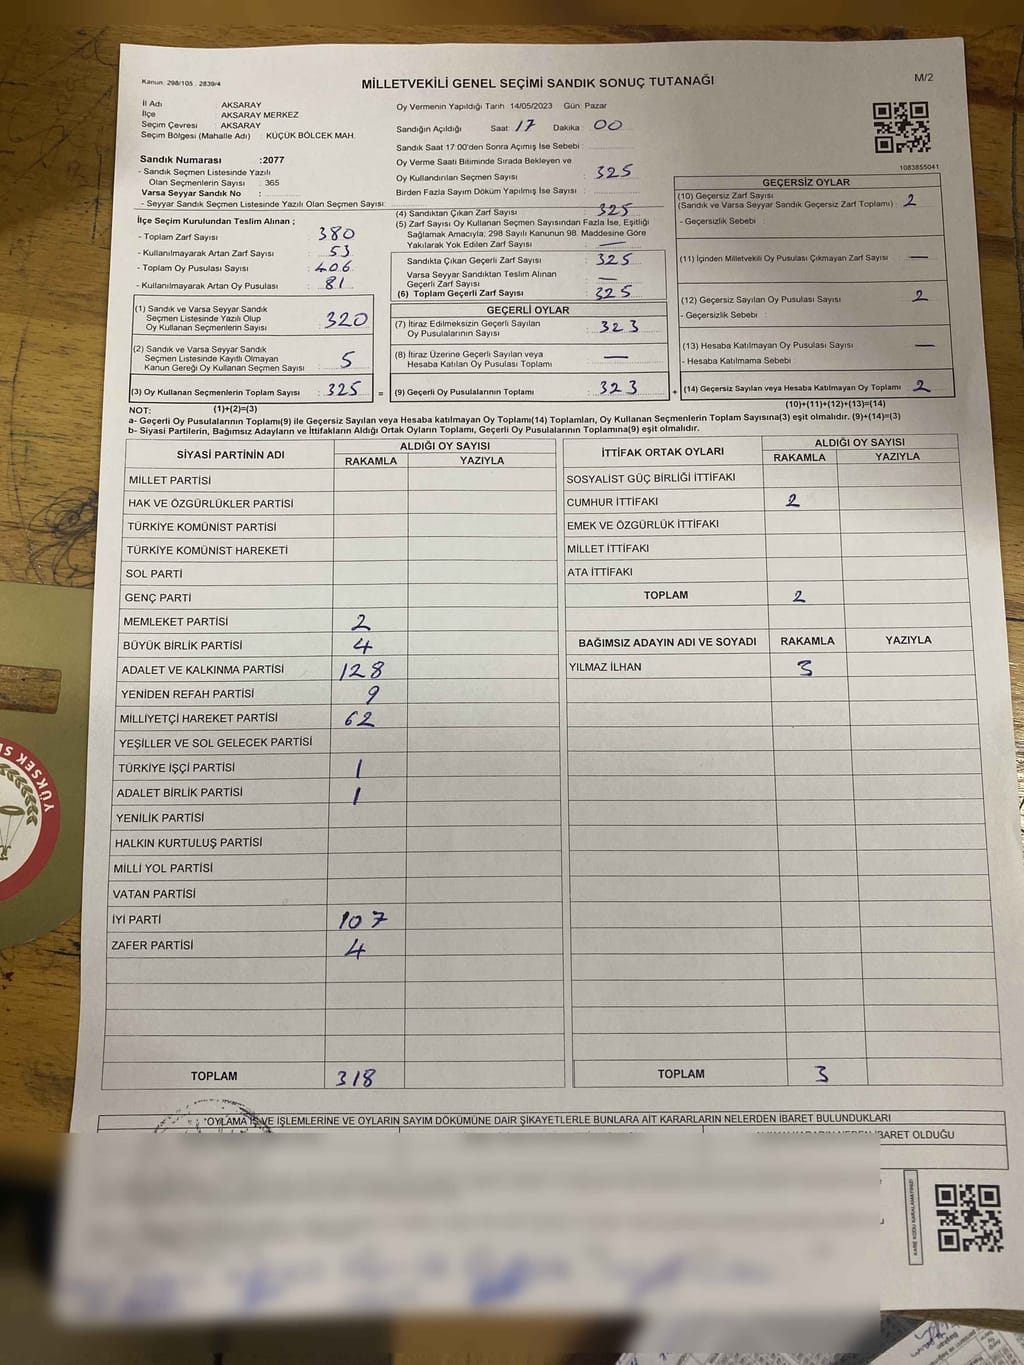 Kanun: 298/105 : 2839/4
MİLLETVEKİLİ GENEL SEÇİMİ SANDIK SONUÇ TUTANAĞI
M/2
İl Adı : AKSARAY
İlçe : AKSARAY MERKEZ
Seçim Çevresi : AKSARAY
Seçim Bölgesi (Mahalle Adı) : KÜÇÜK BÖLCEK MAH.
Sandık Numarası :2077
- Sandık Seçmen Listesinde Yazılı
Olan Seçmenlerin Sayısı : 365
Varsa Seyyar Sandık No :
- Seyyar Sandık Seçmen Listesinde Yazılı Olan Seçmen Sayısı:
Oy Vermenin Yapıldığı Tarih 14/05/2023 Gün: Pazar
Sandığın Açıldığı Saat 17 Dakika 00
Sandık Saat 17:00'den Sonra Açımış İse Sebebi :
Oy Verme Saati Bitiminde Sırada Bekleyen ve
Oy Kullandırılan Seçmen Sayısı : 325
Birden Fazla Sayım Döküm Yapılmış İse Sayısı :
1083855041
İlçe Seçim Kurulundan Teslim Alınan ;
- Toplam Zarf Sayısı : 380
- Kullanılmayarak Artan Zarf Sayısı : 53
- Toplam Oy Pusulası Sayısı : 406
- Kullanılmayarak Artan Oy Pusulası : 81
(1) Sandık ve Varsa Seyyar Sandık
Seçmen Listesinde Yazılı Olup
Oy Kullanan Seçmenlerin Sayısı : 320
(2) Sandık ve Varsa Seyyar Sandık
Seçmen Listesinde Kayıtlı Olmayan
Kanun Gereği Oy Kullanan Seçmen Sayısı : 5
(3) Oy Kullanan Seçmenlerin Toplam Sayısı : 325 =
(1)+(2)=(3)
(4) Sandıktan Çıkan Zarf Sayısı : 325
(5) Zarf Sayısı Oy Kullanan Seçmen Sayısından Fazla İse, Eşitliği
Sağlamak Amacıyla; 298 Sayılı Kanunun 98. Maddesine Göre
Yakılarak Yok Edilen Zarf Sayısı : —
Sandıkta Çıkan Geçerli Zarf Sayısı : 325
Varsa Seyyar Sandıktan Teslim Alınan
Geçerli Zarf Sayısı : —
(6) Toplam Geçerli Zarf Sayısı : 325
GEÇERLİ OYLAR
(7) İtiraz Edilmeksizin Geçerli Sayılan
Oy Pusulalarının Sayısı : 323
(8) İtiraz Üzerine Geçerli Sayılan veya
Hesaba Katılan Oy Pusulası Toplamı : —
(9) Geçerli Oy Pusulalarının Toplamı : 323 +
GEÇERSİZ OYLAR
(10) Geçersiz Zarf Sayısı
(Sandık ve Varsa Seyyar Sandık Geçersiz Zarf Toplamı) : 2
- Geçersizlik Sebebi :
(11) İçinden Milletvekili Oy Pusulası Çıkmayan Zarf Sayısı : —
(12) Geçersiz Sayılan Oy Pusulası Sayısı : 2
- Geçersizlik Sebebi :
(13) Hesaba Katılmayan Oy Pusulası Sayısı : —
- Hesaba Katılmama Sebebi :
(14) Geçersiz Sayılan veya Hesaba Katılmayan Oy Toplamı : 2
(10)+(11)+(12)+(13)=(14)
NOT:
a- Geçerli Oy Pusulalarının Toplamı(9) ile Geçersiz Sayılan veya Hesaba katılmayan Oy Toplamı(14) Toplamları, Oy Kullanan Seçmenlerin Toplam Sayısına(3) eşit olmalıdır. (9)+(14)=(3)
b- Siyasi Partilerin, Bağımsız Adayların ve İttifakların Aldığı Ortak Oyların Toplamı, Geçerli Oy Pusulalarının Toplamına(9) eşit olmalıdır.
SİYASİ PARTİNİN ADI
ALDIĞI OY SAYISI
RAKAMLA YAZIYLA
MİLLET PARTİSİ
HAK VE ÖZGÜRLÜKLER PARTİSİ
TÜRKİYE KOMÜNİST PARTİSİ
TÜRKİYE KOMÜNİST HAREKETİ
SOL PARTİ
GENÇ PARTİ
MEMLEKET PARTİSİ 2
BÜYÜK BİRLİK PARTİSİ 4
ADALET VE KALKINMA PARTİSİ 128
YENİDEN REFAH PARTİSİ 9
MİLLİYETÇİ HAREKET PARTİSİ 62
YEŞİLLER VE SOL GELECEK PARTİSİ
TÜRKİYE İŞÇİ PARTİSİ 1
ADALET BİRLİK PARTİSİ 1
YENİLİK PARTİSİ
HALKIN KURTULUŞ PARTİSİ
MİLLİ YOL PARTİSİ
VATAN PARTİSİ
İYİ PARTİ 107
ZAFER PARTİSİ 4
TOPLAM 318
İTTİFAK ORTAK OYLARI
ALDIĞI OY SAYISI
RAKAMLA YAZIYLA
SOSYALİST GÜÇ BİRLİĞİ İTTİFAKI
CUMHUR İTTİFAKI 2
EMEK VE ÖZGÜRLÜK İTTİFAKI
MİLLET İTTİFAKI
ATA İTTİFAKI
TOPLAM 2
BAĞIMSIZ ADAYIN ADI VE SOYADI RAKAMLA YAZIYLA
YILMAZ İLHAN 3
TOPLAM 3
*OYLAMA İŞ VE İŞLEMLERİNE VE OYLARIN SAYIM DÖKÜMÜNE DAİR ŞİKAYETLERLE BUNLARA AİT KARARLARIN NELERDEN İBARET BULUNDUKLARI
İBARET OLDUĞU
KARE KODU KARALAMAYINIZ!
YÜKSEK